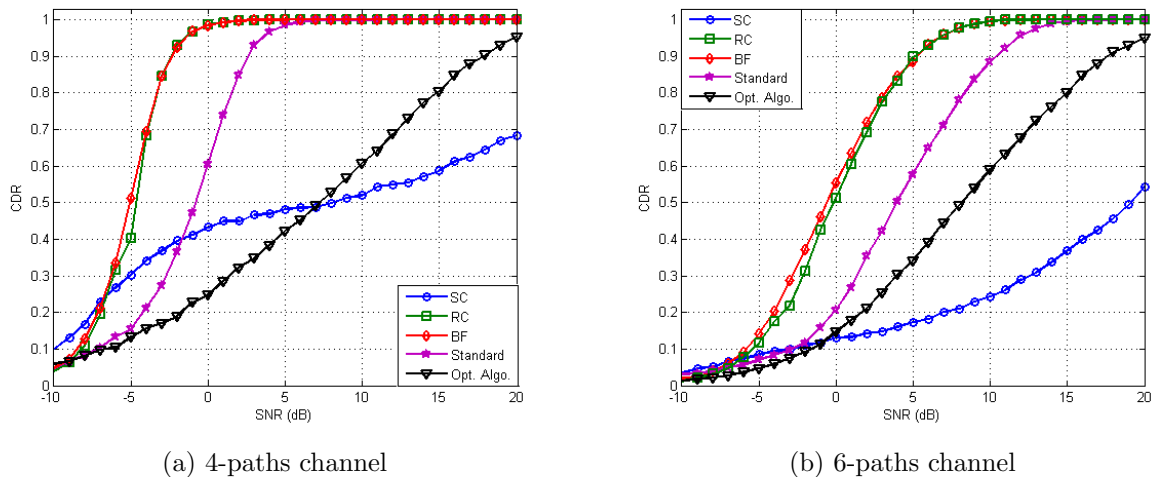 1
0.9
0.8
0.7
0.6
0.5
0.4
0.3
0.2
0.1
0
CDR
-10
-5
0
5
10
15
20
SNR (dB)
SC
RC
BF
Standard
Opt. Algo.
(a) 4-paths channel
1
0.9
0.8
0.7
0.6
0.5
0.4
0.3
0.2
0.1
0
CDR
-10
-5
0
5
10
15
20
SNR (dB)
SC
RC
BF
Standard
Opt. Algo.
(b) 6-paths channel